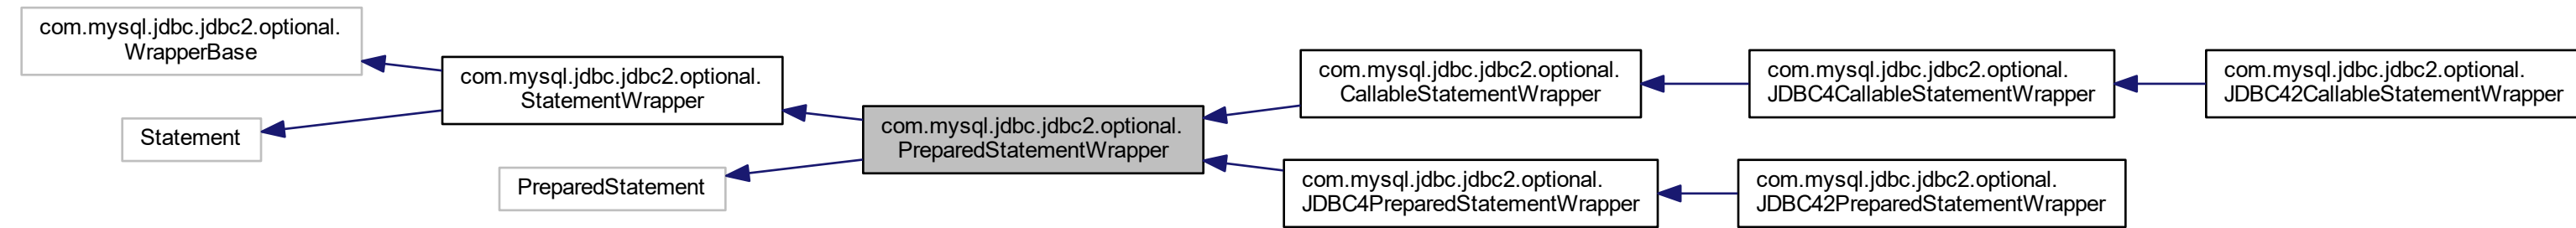 com.mysql.jdbc.jdbc2.optional.
WrapperBase
Statement
com.mysql.jdbc.jdbc2.optional.
StatementWrapper
PreparedStatement
com.mysql.jdbc.jdbc2.optional.
PreparedStatementWrapper
com.mysql.jdbc.jdbc2.optional.
CallableStatementWrapper
com.mysql.jdbc.jdbc2.optional.
JDBC4CallableStatementWrapper
com.mysql.jdbc.jdbc2.optional.
JDBC42CallableStatementWrapper
com.mysql.jdbc.jdbc2.optional.
JDBC4PreparedStatementWrapper
com.mysql.jdbc.jdbc2.optional.
JDBC42PreparedStatementWrapper